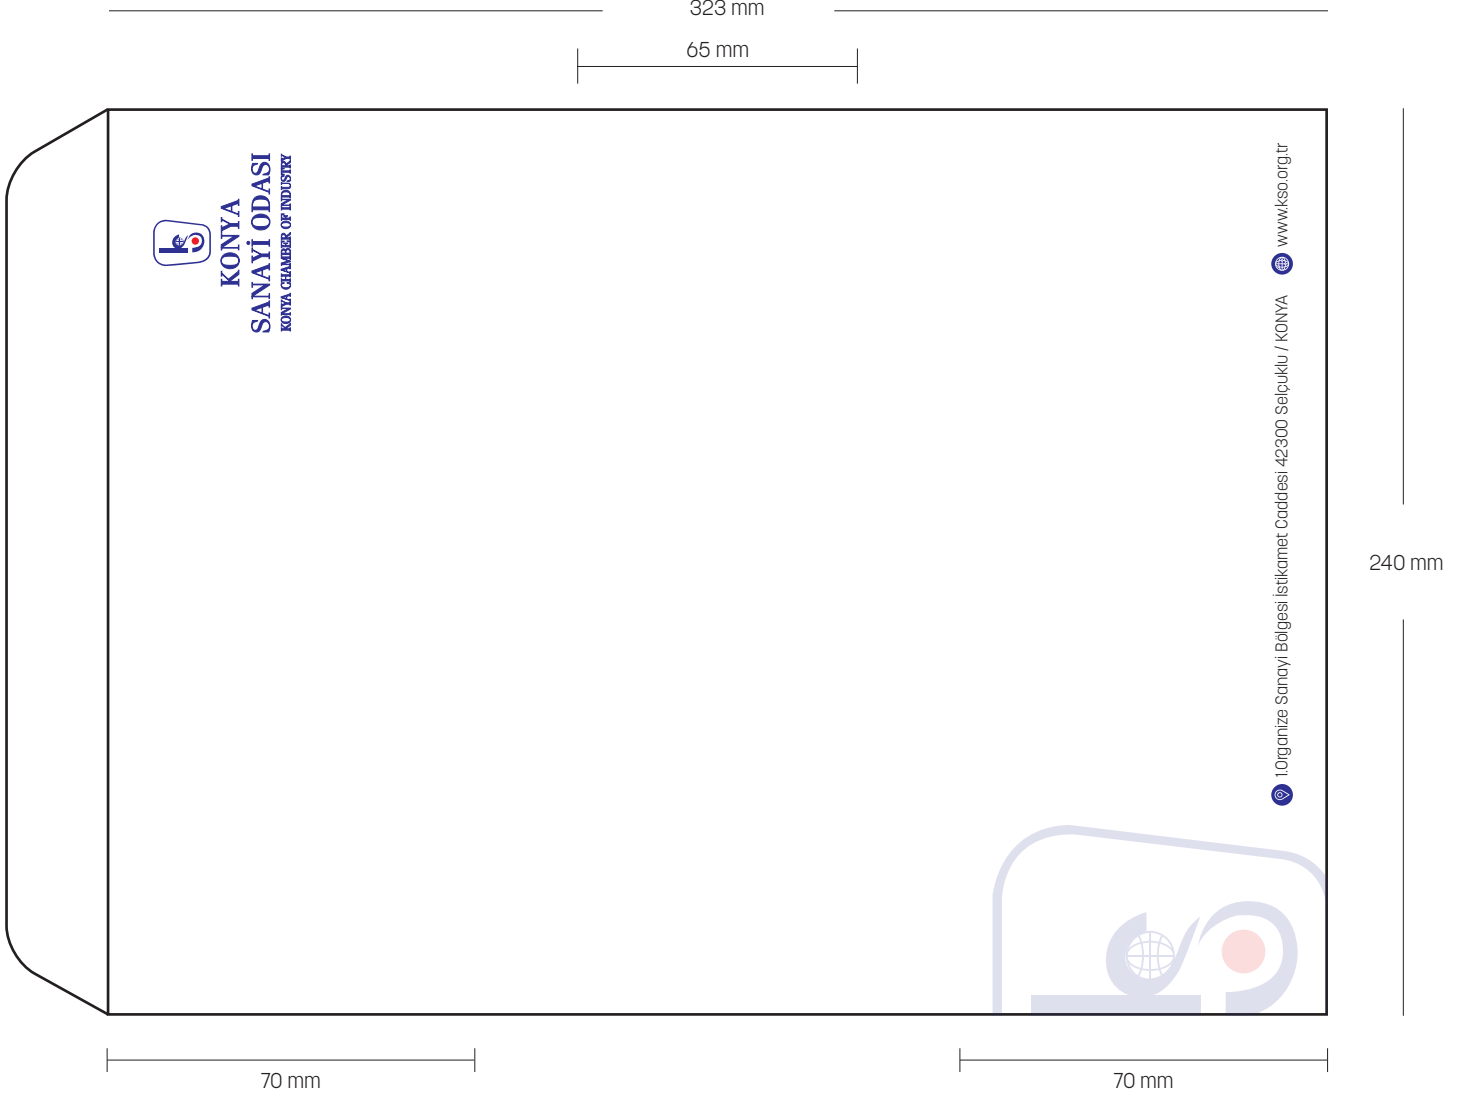 323 mm
65 mm
KONYA
SANAYİ ODASI
KONYA CHAMBER OF INDUSTRY
1.Organize Sanayi Bölgesi İstikamet Caddesi 42300 Selçuklu / KONYA
www.kso.org.tr
240 mm
70 mm
70 mm